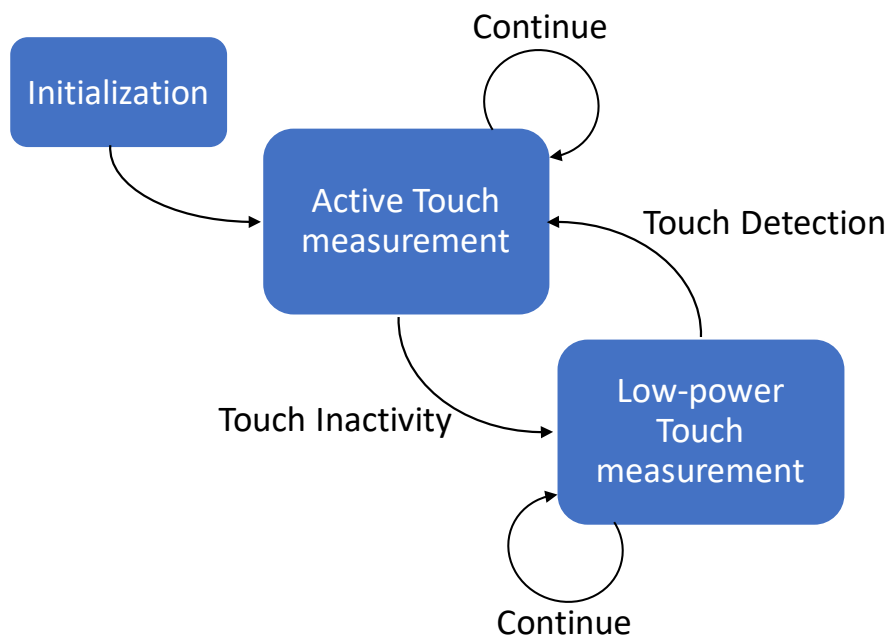 Continue
Initialization
Active Touch
measurement
Touch Detection
Touch Inactivity
Low-power
Touch
measurement
Continue